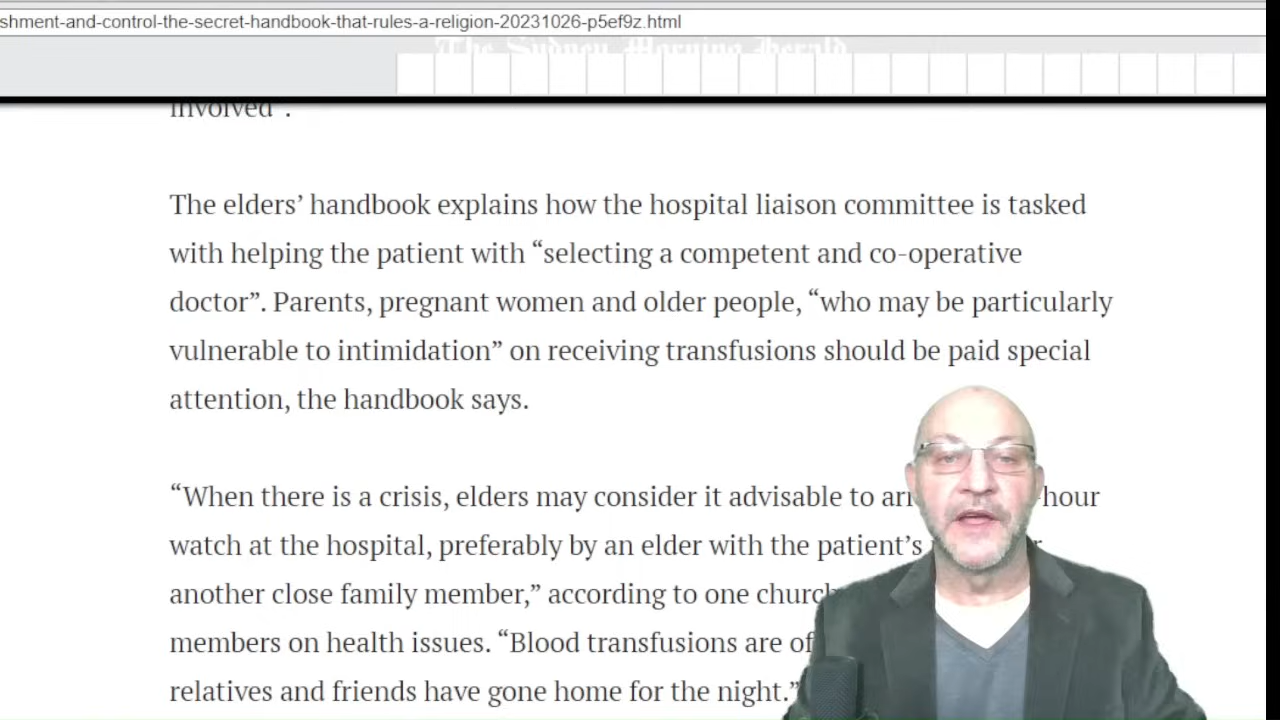 shment-and-control-the-secret-handbook-that-rules-a-religion-20231026-p5ef9z.html
The Sydney Morning Herald
involved”.
The elders’ handbook explains how the hospital liaison committee is tasked
with helping the patient with “selecting a competent and co-operative
doctor”. Parents, pregnant women and older people, “who may be particularly
vulnerable to intimidation” on receiving transfusions should be paid special
attention, the handbook says.
“When there is a crisis, elders may consider it advisable to -hour
watch at the hospital, preferably by an elder with the patient’s
another close family member,” according to one church
members on health issues. “Blood transfusions are
relatives and friends have gone home for the night.”